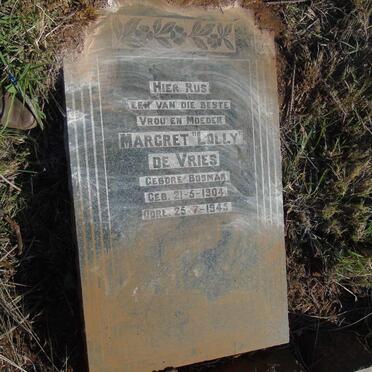 HIER RUS
EEN VAN DIE BESTE
VROU EN MOEDER
MARGRET "LOLLY"
DE VRIES
GEBORE BOSMAN
GEB. 21-5-1904
OORL. 25-7-1945